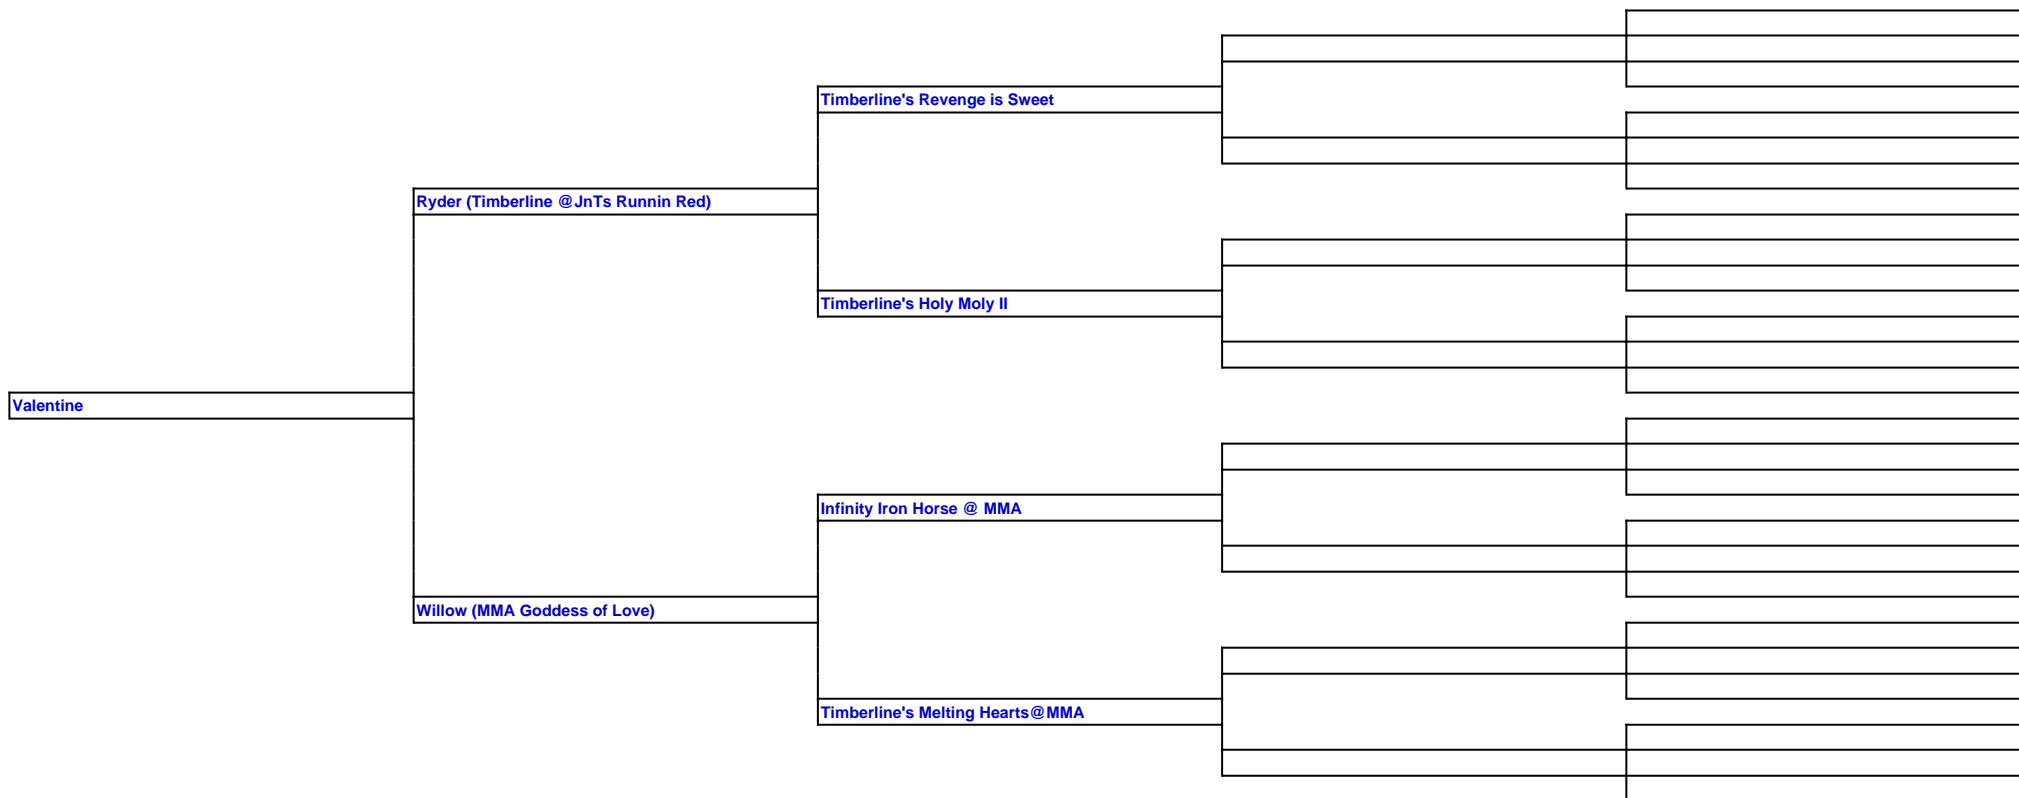 Timberline's Revenge is Sweet
Ryder (Timberline @JnTs Runnin Red)
Timberline's Holy Moly II
Valentine
Infinity Iron Horse @ MMA
Willow (MMA Goddess of Love)
Timberline's Melting Hearts@MMA